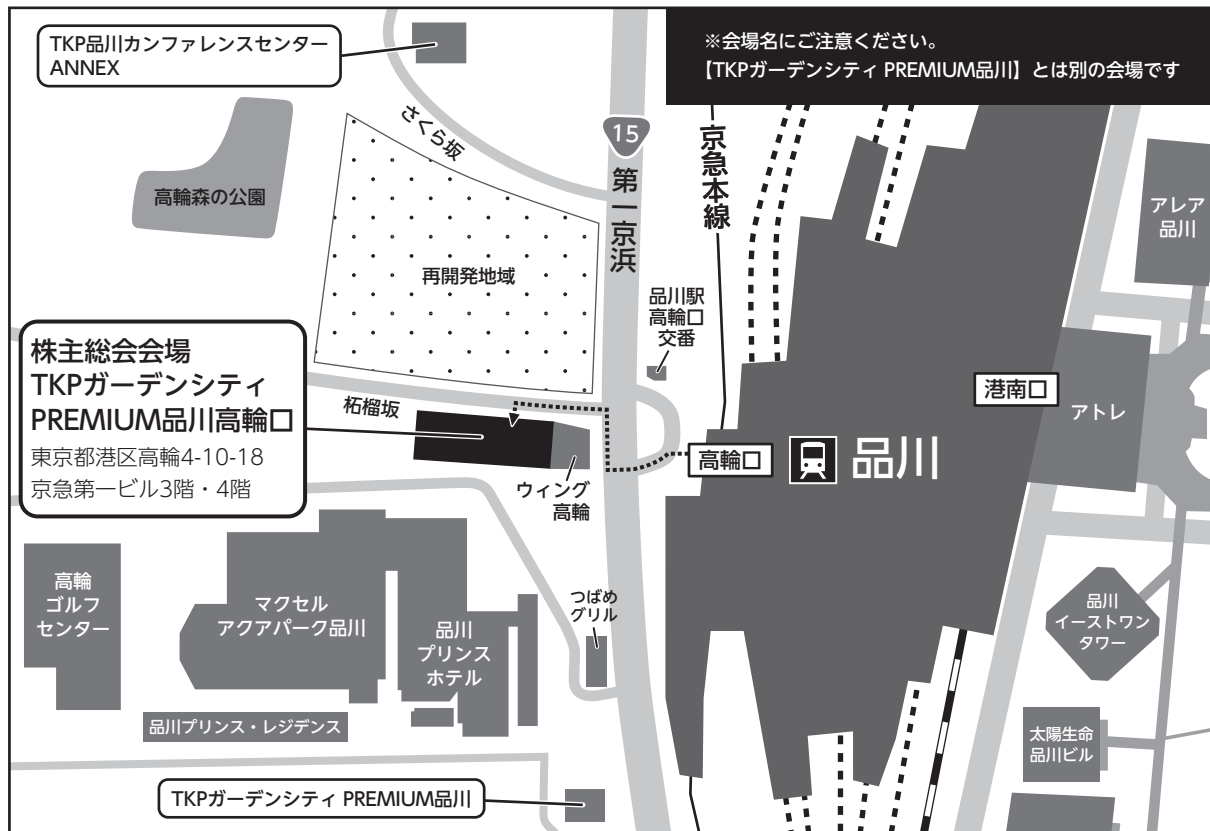 TKP品川カンファレンスセンター
ANNEX
※会場名にご注意ください。
【TKPガーデンシティ PREMIUM品川】とは別の会場です
さくら坂
15
第一京浜
京急本線
高輪森の公園
アレア
品川
再開発地域
品川駅
高輪口
交番
株主総会会場
TKPガーデンシティ
PREMIUM品川高輪口
東京都港区高輪4-10-18
京急第一ビル3階・4階
柘榴坂
港南口
アトレ
高輪口
品川
ウィング
高輪
高輪
ゴルフ
センター
マクセル
アクアパーク品川
品川
プリンス
ホテル
つばめ
グリル
品川
イーストワン
タワー
品川プリンス・レジデンス
太陽生命
品川ビル
TKPガーデンシティ PREMIUM品川